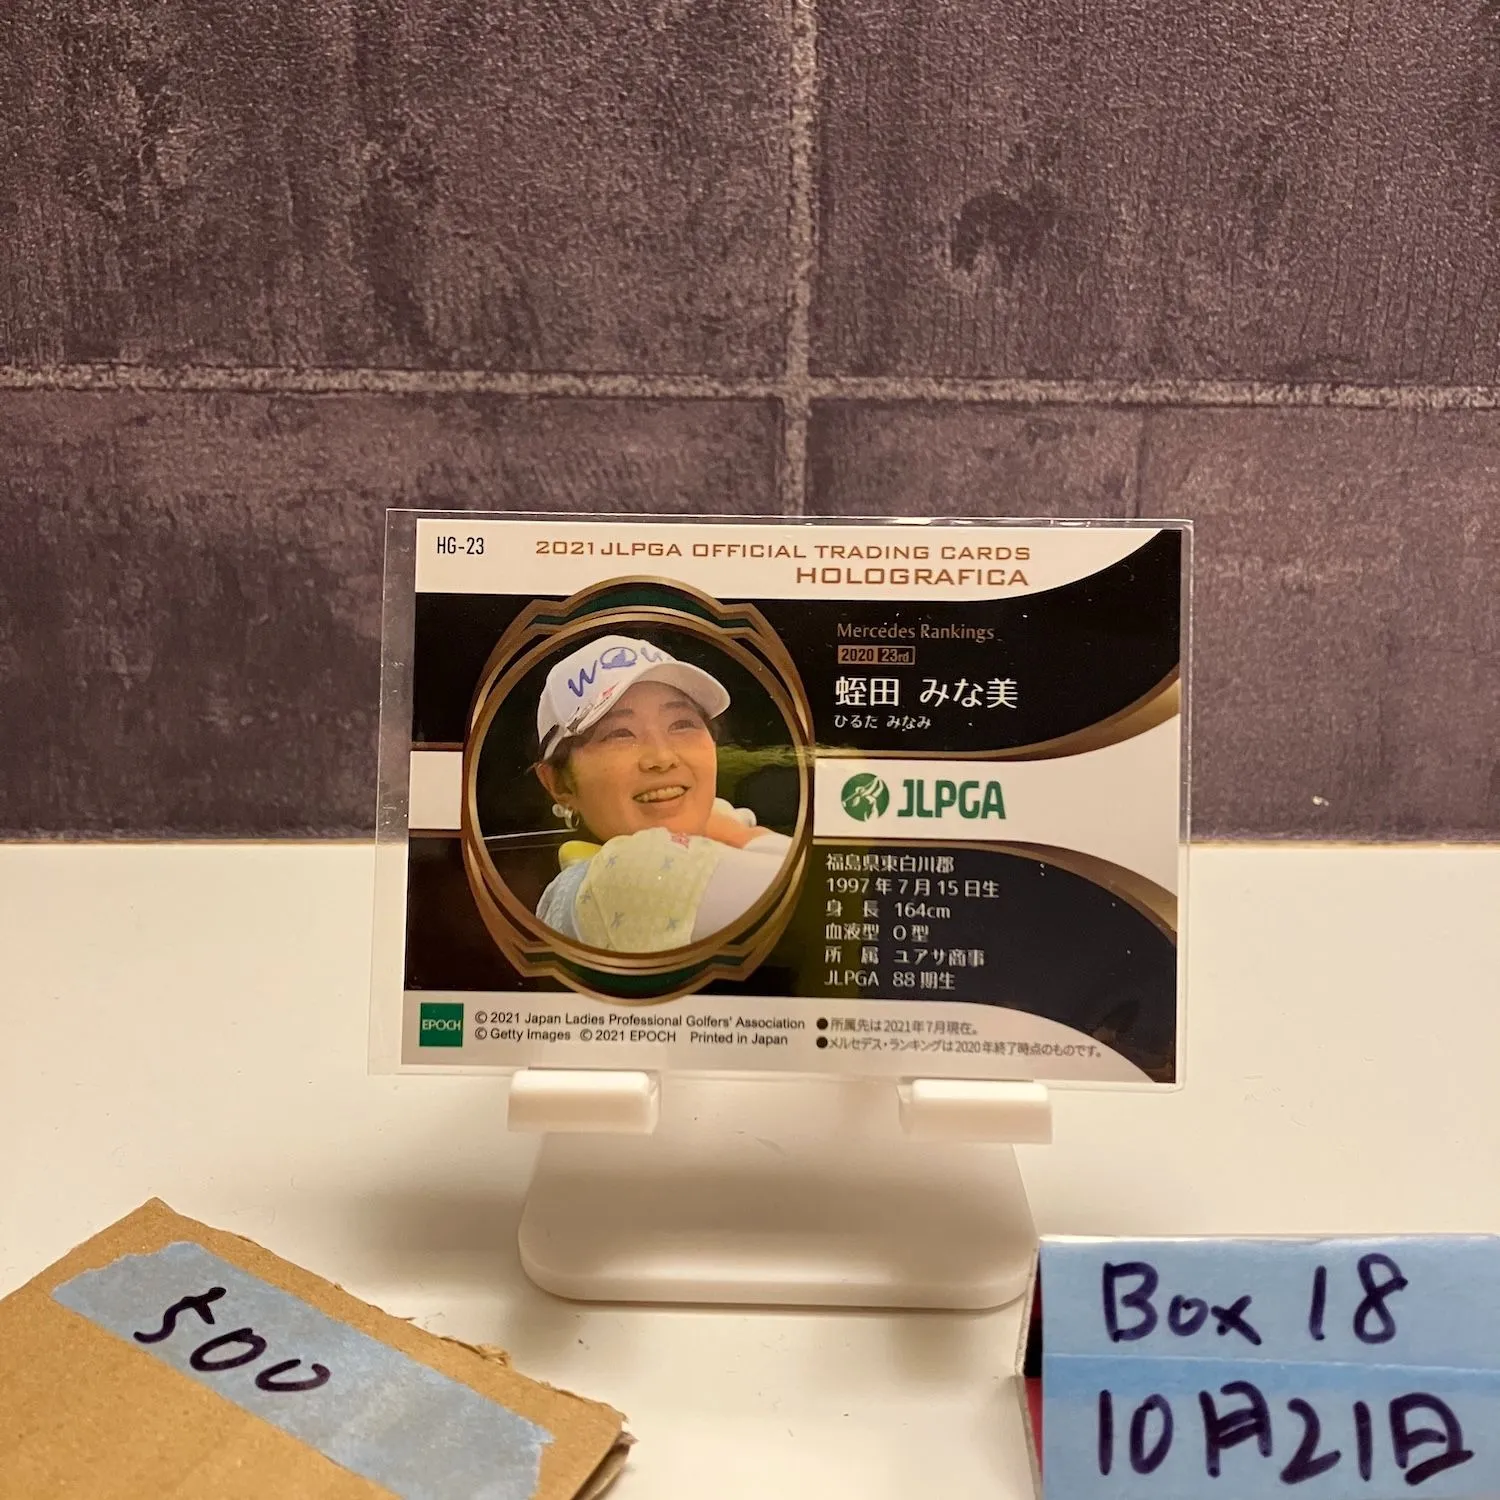 HG-23
2021 JLPGA OFFICIAL TRADING CARDS
HOLOGRAFICA
Mercedes Rankings
2020 23rd
蛭田 みな美
ひるた みなみ
JLPGA
福島県東白川郡
1997年7月15日生
身 長 164cm
血液型 O型
所 属 ユアサ商事
JLPGA 88期生
EPOCH
© 2021 Japan Ladies Professional Golfers' Association
© Getty Images © 2021 EPOCH Printed in Japan
●所属先は2021年7月現在。
●メルセデス・ランキングは2020年終了時点のものです。
500
Box 18
10月21日